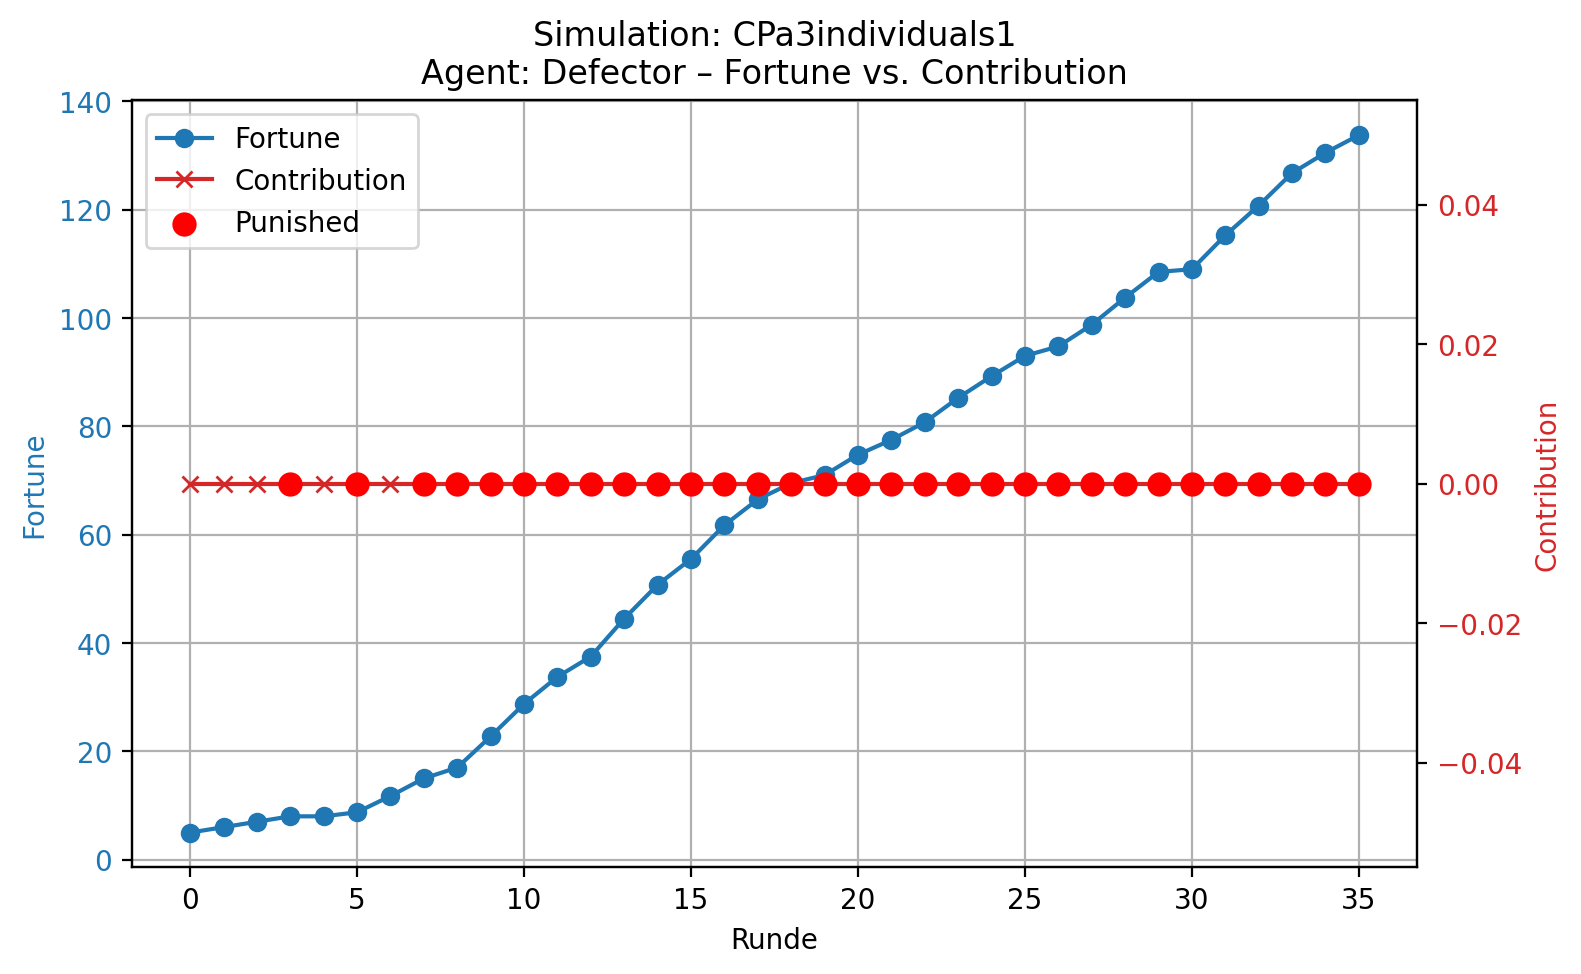 Simulation: CPa3individuals1
Agent: Defector – Fortune vs. Contribution
Fortune
Contribution
Punished
140
120
100
80
60
40
20
0
Fortune
0.04
0.02
0.00
−0.02
−0.04
Contribution
0 5 10 15 20 25 30 35
Runde